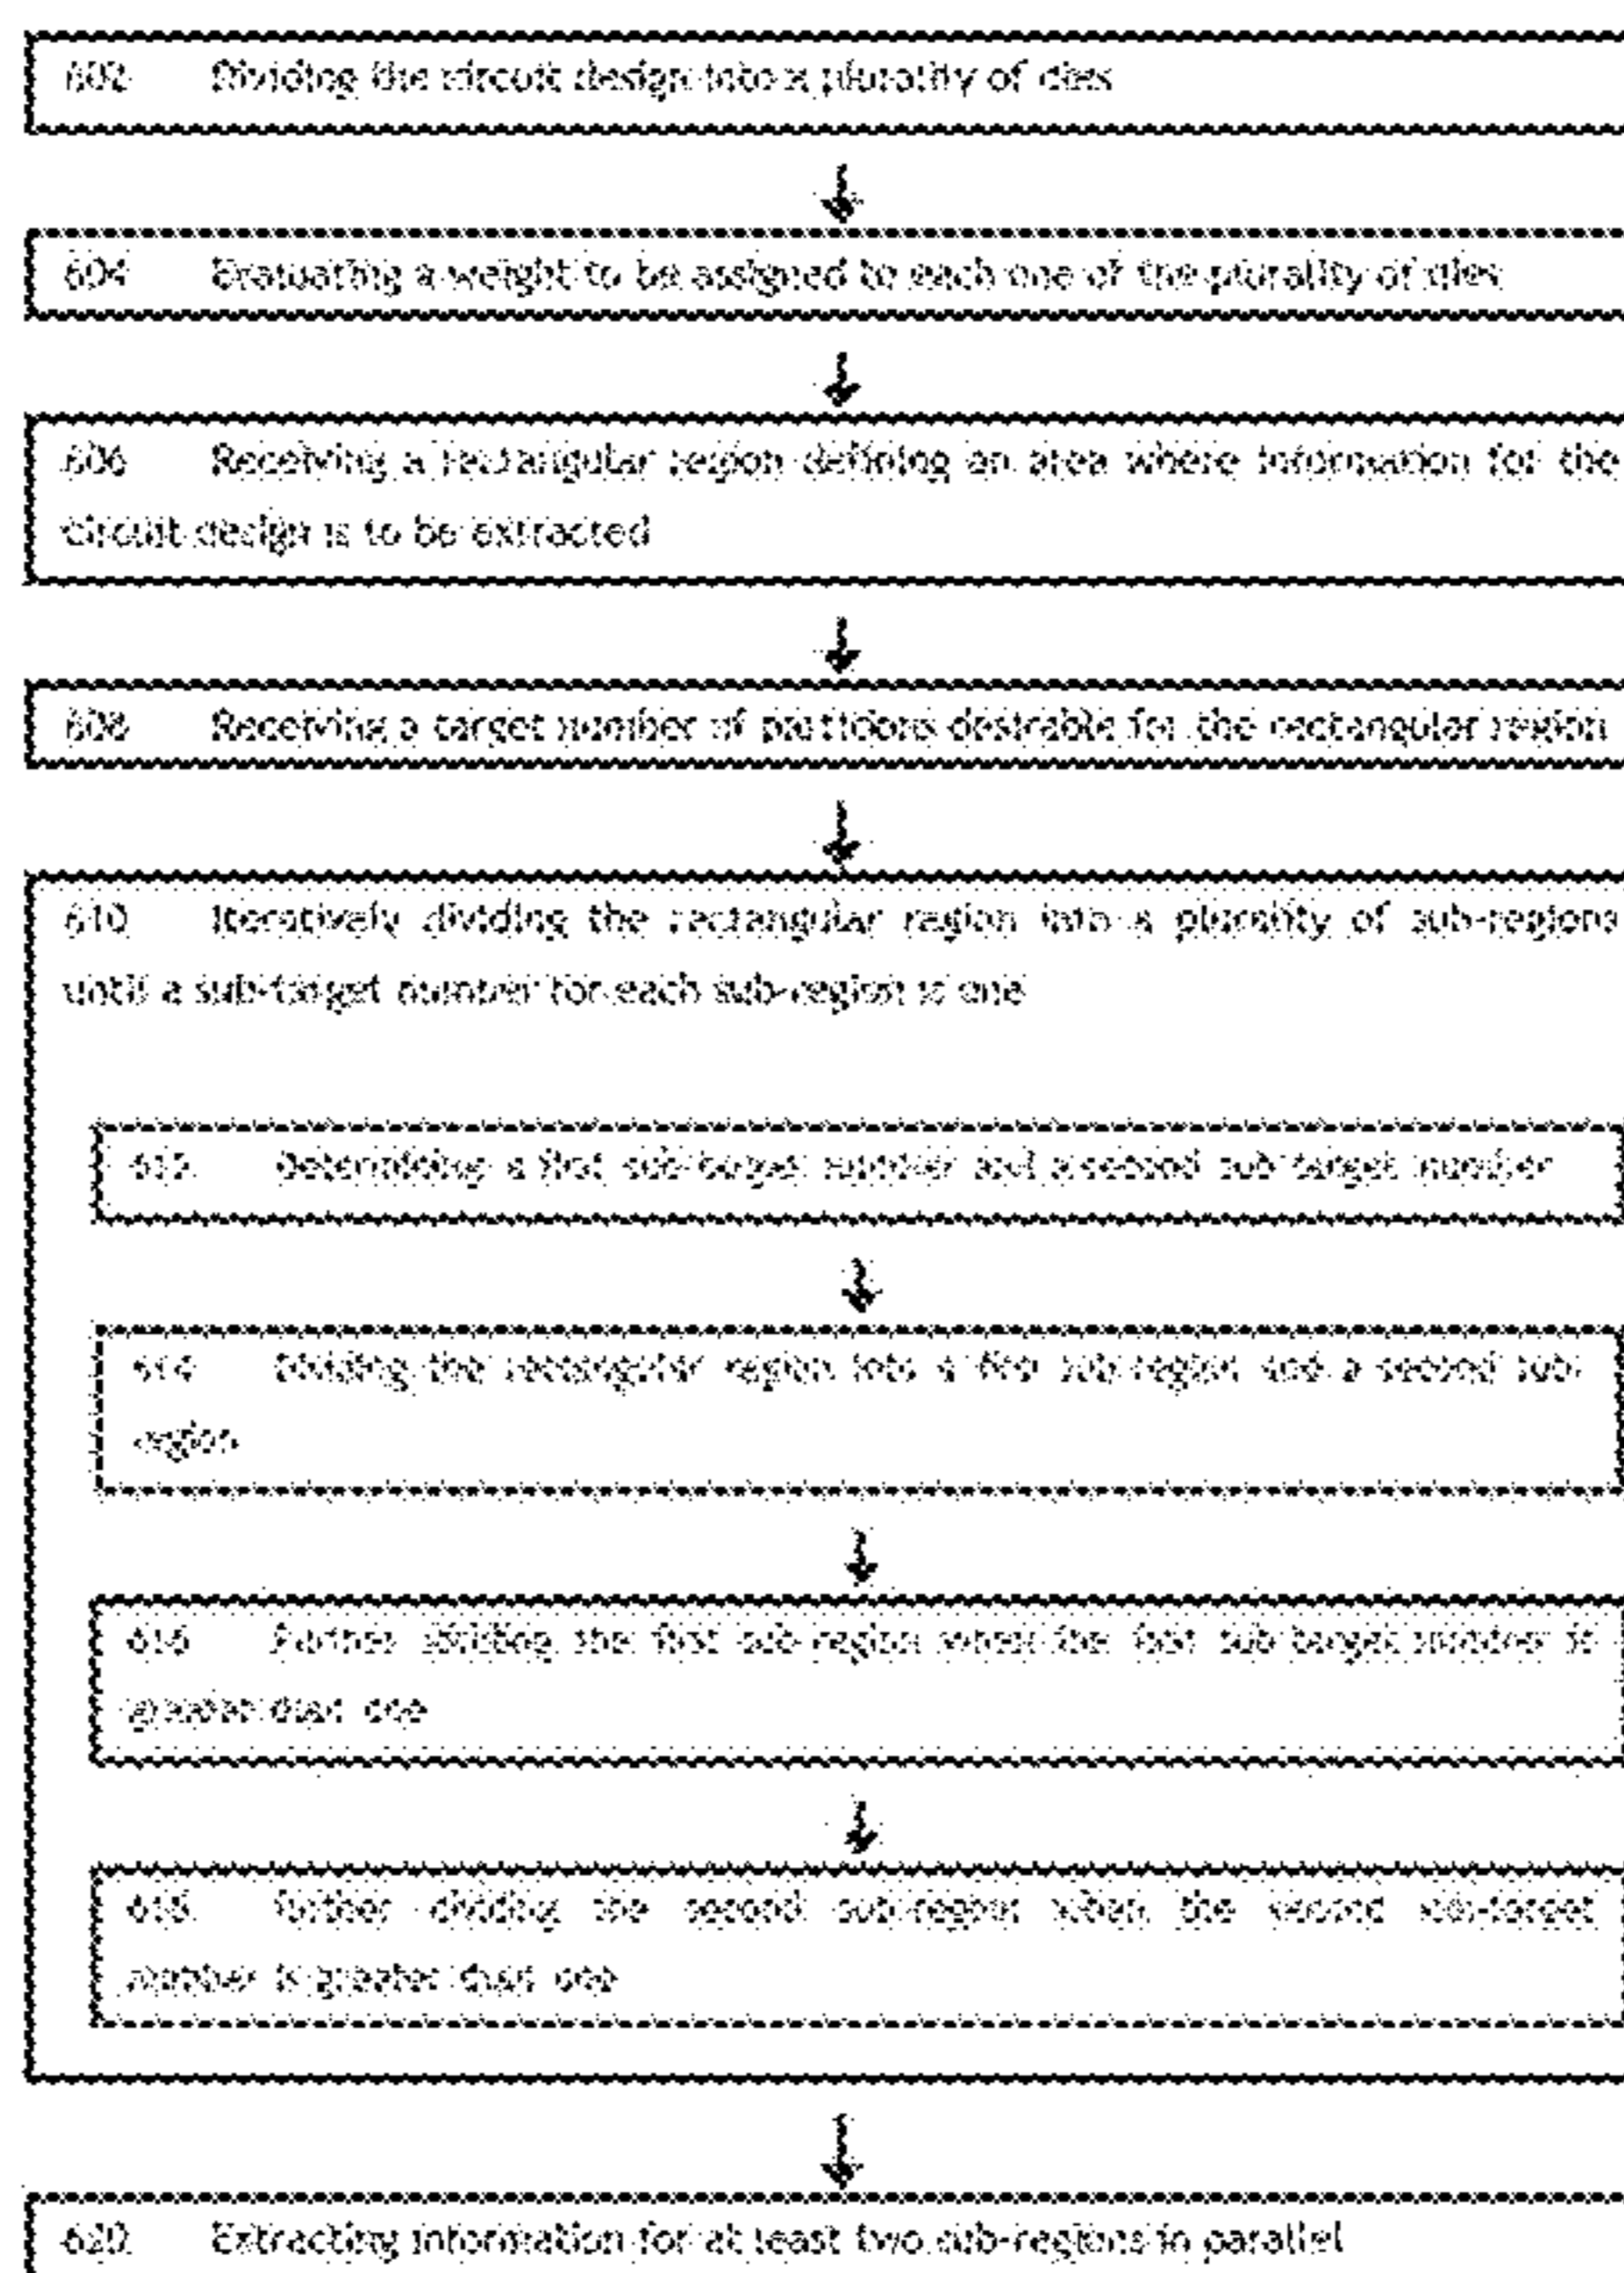 602 Dividing the circuit design into a plurality of dies
604 Evaluating a weight to be assigned to each one of the plurality of dies
606 Receiving a rectangular region defining an area where information for the
circuit design is to be extracted
608 Receiving a target number of partitions desirable for the rectangular region
610 Iteratively dividing the rectangular region into a plurality of sub-regions
until a sub-target number for each sub-region is one
612 Determining a first sub-target number and a second sub-target number
614 Dividing the rectangular region into a first sub-region and a second sub-
region
616 Further dividing the first sub-region when the first sub-target number is
greater than one
618 Further dividing the second sub-region when the second sub-target
number is greater than one
620 Extracting information for at least two sub-regions in parallel